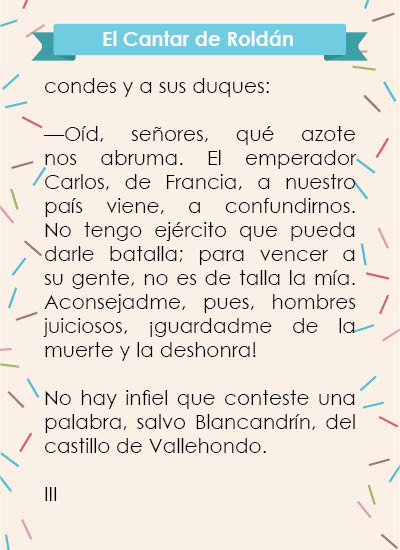 El Cantar de Roldán
condes y a sus duques:
—Oíd, señores, qué azote
nos abruma. El emperador
Carlos, de Francia, a nuestro
país viene, a confundirnos.
No tengo ejército que pueda
darle batalla; para vencer a
su gente, no es de talla la mía.
Aconsejadme, pues, hombres
juiciosos, ¡guardadme de la
muerte y la deshonra!
No hay infiel que conteste una
palabra, salvo Blancandrín, del
castillo de Vallehondo.
III